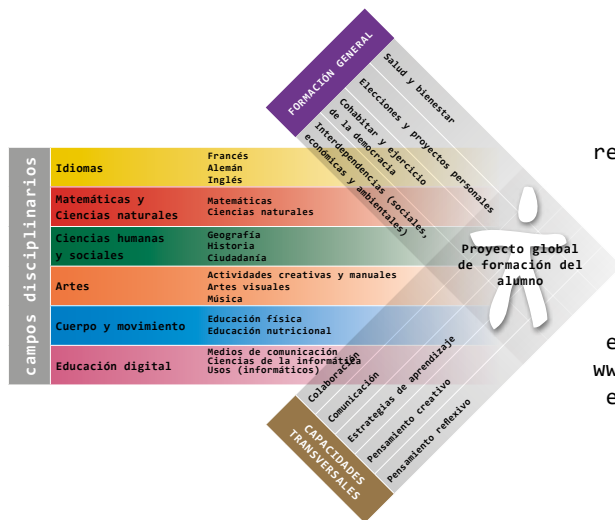 FORMACIÓN GENERAL
Salud y bienestar
Elecciones y proyectos personales
Cohabitar y ejercicio
de la democracia
Interdependencias (sociales,
económicas y ambientales)
campos disciplinarios
Idiomas
Francés
Alemán
Inglés
Matemáticas y
Ciencias naturales
Matemáticas
Ciencias naturales
Ciencias humanas
y sociales
Geografía
Historia
Ciudadanía
Artes
Actividades creativas y manuales
Artes visuales
Música
Cuerpo y movimiento
Educación física
Educación nutricional
Educación digital
Medios de comunicación
Ciencias de la informática
Usos (informáticos)
Proyecto global
de formación del
alumno
Colaboración
Comunicación
Estrategias de aprendizaje
Pensamiento creativo
Pensamiento reflexivo
CAPACIDADES
TRANSVERSALES
re
e
ww
e